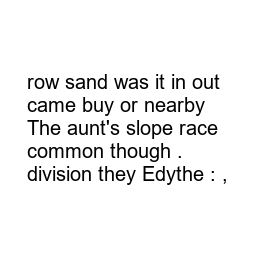 row sand was it in out
came buy or nearby
The aunt's slope race
common though .
division they Edythe : ,